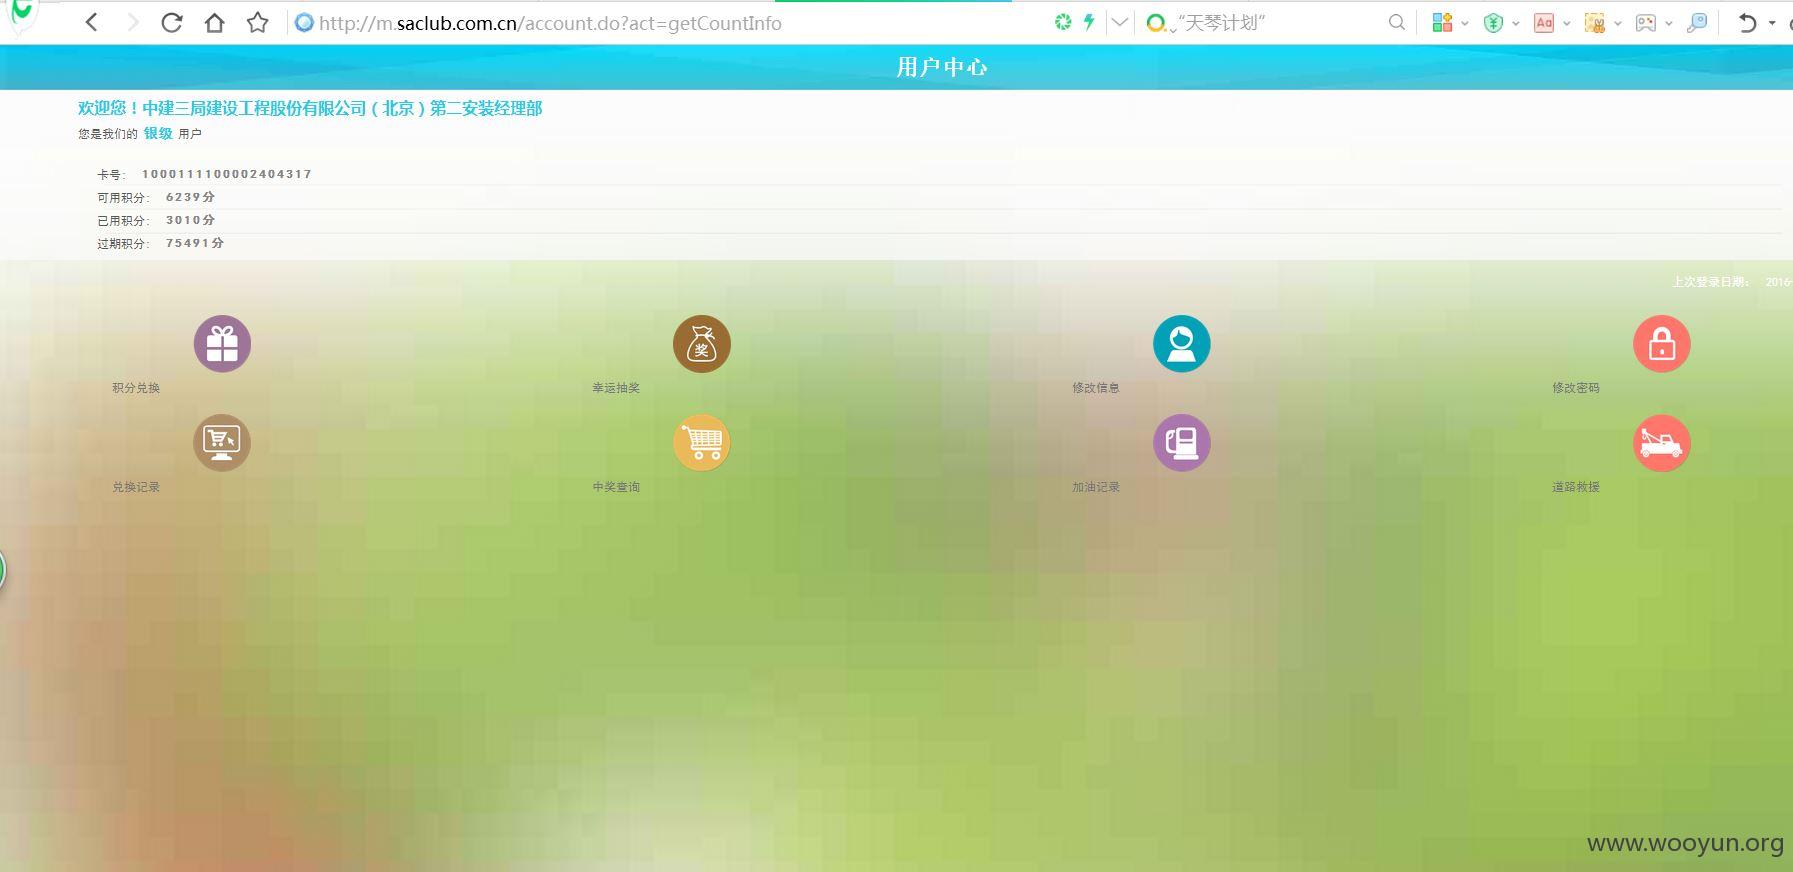 http://m.saclub.com.cn/account.do?act=getCountInfo
“天琴计划”
用户中心
欢迎您！中建三局建设工程股份有限公司（北京）第二安装经理部
您是我们的 银级 用户
卡号： 1000111100002404317
可用积分： 6239分
已用积分： 3010分
过期积分： 75491分
上次登录日期： 2016-
奖
积分兑换
幸运抽奖
修改信息
修改密码
兑换记录
中奖查询
加油记录
道路救援
www.wooyun.org